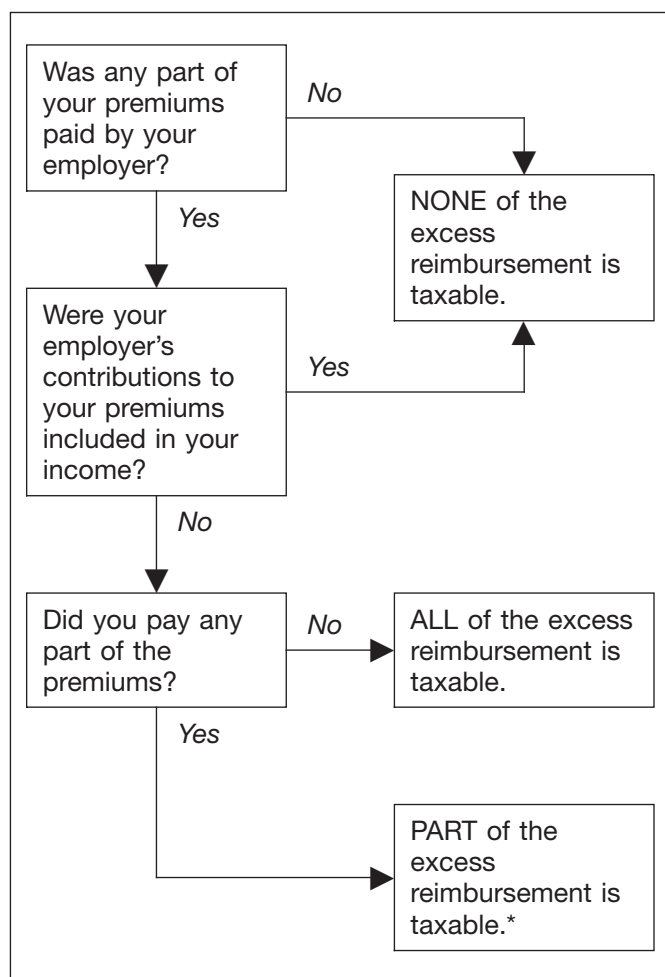 Was any part of
your premiums
paid by your
employer?
No
NONE of the
excess
reimbursement is
taxable.
Yes
Were your
employer's
contributions to
your premiums
included in your
income?
Yes
No
Did you pay any
part of the
premiums?
No
ALL of the excess
reimbursement is
taxable.
Yes
PART of the
excess
reimbursement is
taxable.*